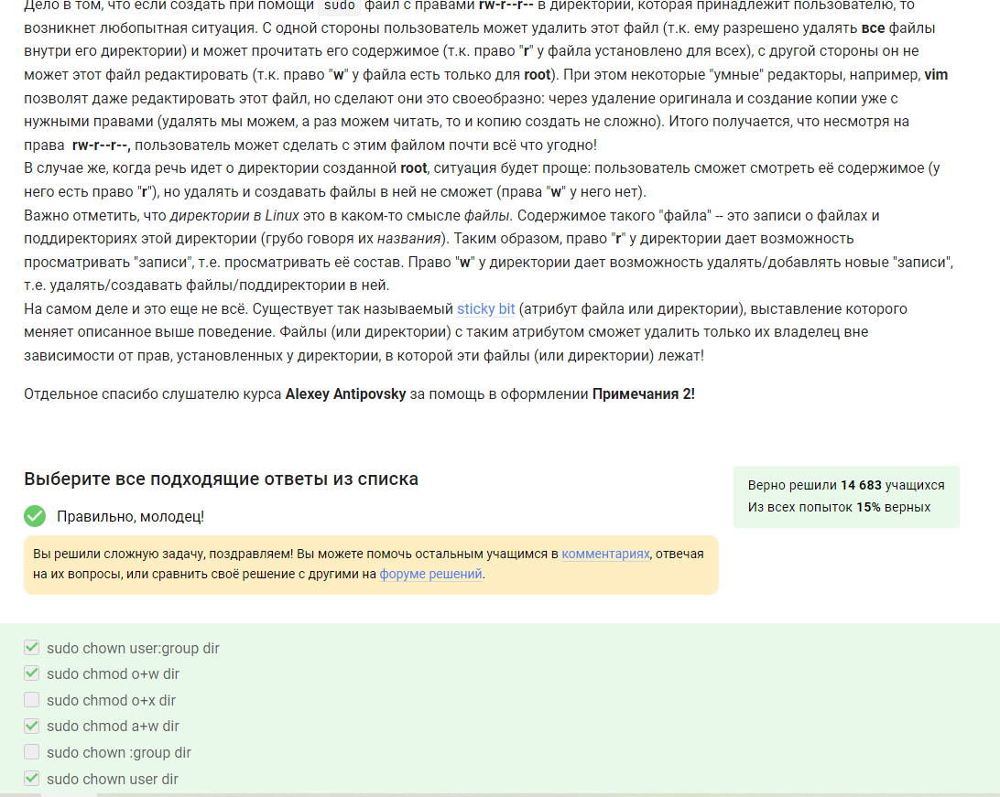 Дело в том, что если создать при помощи sudo файл с правами rw-r--r-- в директории, которая принадлежит пользователю, то
возникнет любопытная ситуация. С одной стороны пользователь может удалить этот файл (т.к. ему разрешено удалять все файлы
внутри его директории) и может прочитать его содержимое (т.к. право "r" у файла установлено для всех), с другой стороны он не
может этот файл редактировать (т.к. право "w" у файла есть только для root). При этом некоторые "умные" редакторы, например, vim
позволят даже редактировать этот файл, но сделают они это своеобразно: через удаление оригинала и создание копии уже с
нужными правами (удалять мы можем, а раз можем читать, то и копию создать не сложно). Итого получается, что несмотря на
права rw-r--r--, пользователь может сделать с этим файлом почти всё что угодно!
В случае же, когда речь идет о директории созданной root, ситуация будет проще: пользователь сможет смотреть её содержимое (у
него есть право "r"), но удалять и создавать файлы в ней не сможет (права "w" у него нет).
Важно отметить, что директории в Linux это в каком-то смысле файлы. Содержимое такого "файла" -- это записи о файлах и
поддиректориях этой директории (грубо говоря их названия). Таким образом, право "r" у директории дает возможность
просматривать "записи", т.е. просматривать её состав. Право "w" у директории дает возможность удалять/добавлять новые "записи",
т.е. удалять/создавать файлы/поддиректории в ней.
На самом деле и это еще не всё. Существует так называемый sticky bit (атрибут файла или директории), выставление которого
меняет описанное выше поведение. Файлы (или директории) с таким атрибутом сможет удалить только их владелец вне
зависимости от прав, установленных у директории, в которой эти файлы (или директории) лежат!
Отдельное спасибо слушателю курса Alexey Antipovsky за помощь в оформлении Примечания 2!
Выберите все подходящие ответы из списка
Верно решили 14 683 учащихся
Из всех попыток 15% верных
Правильно, молодец!
Вы решили сложную задачу, поздравляем! Вы можете помочь остальным учащимся в комментариях, отвечая
на их вопросы, или сравнить своё решение с другими на форуме решений.
sudo chown user:group dir
sudo chmod o+w dir
sudo chmod o+x dir
sudo chmod a+w dir
sudo chown :group dir
sudo chown user dir